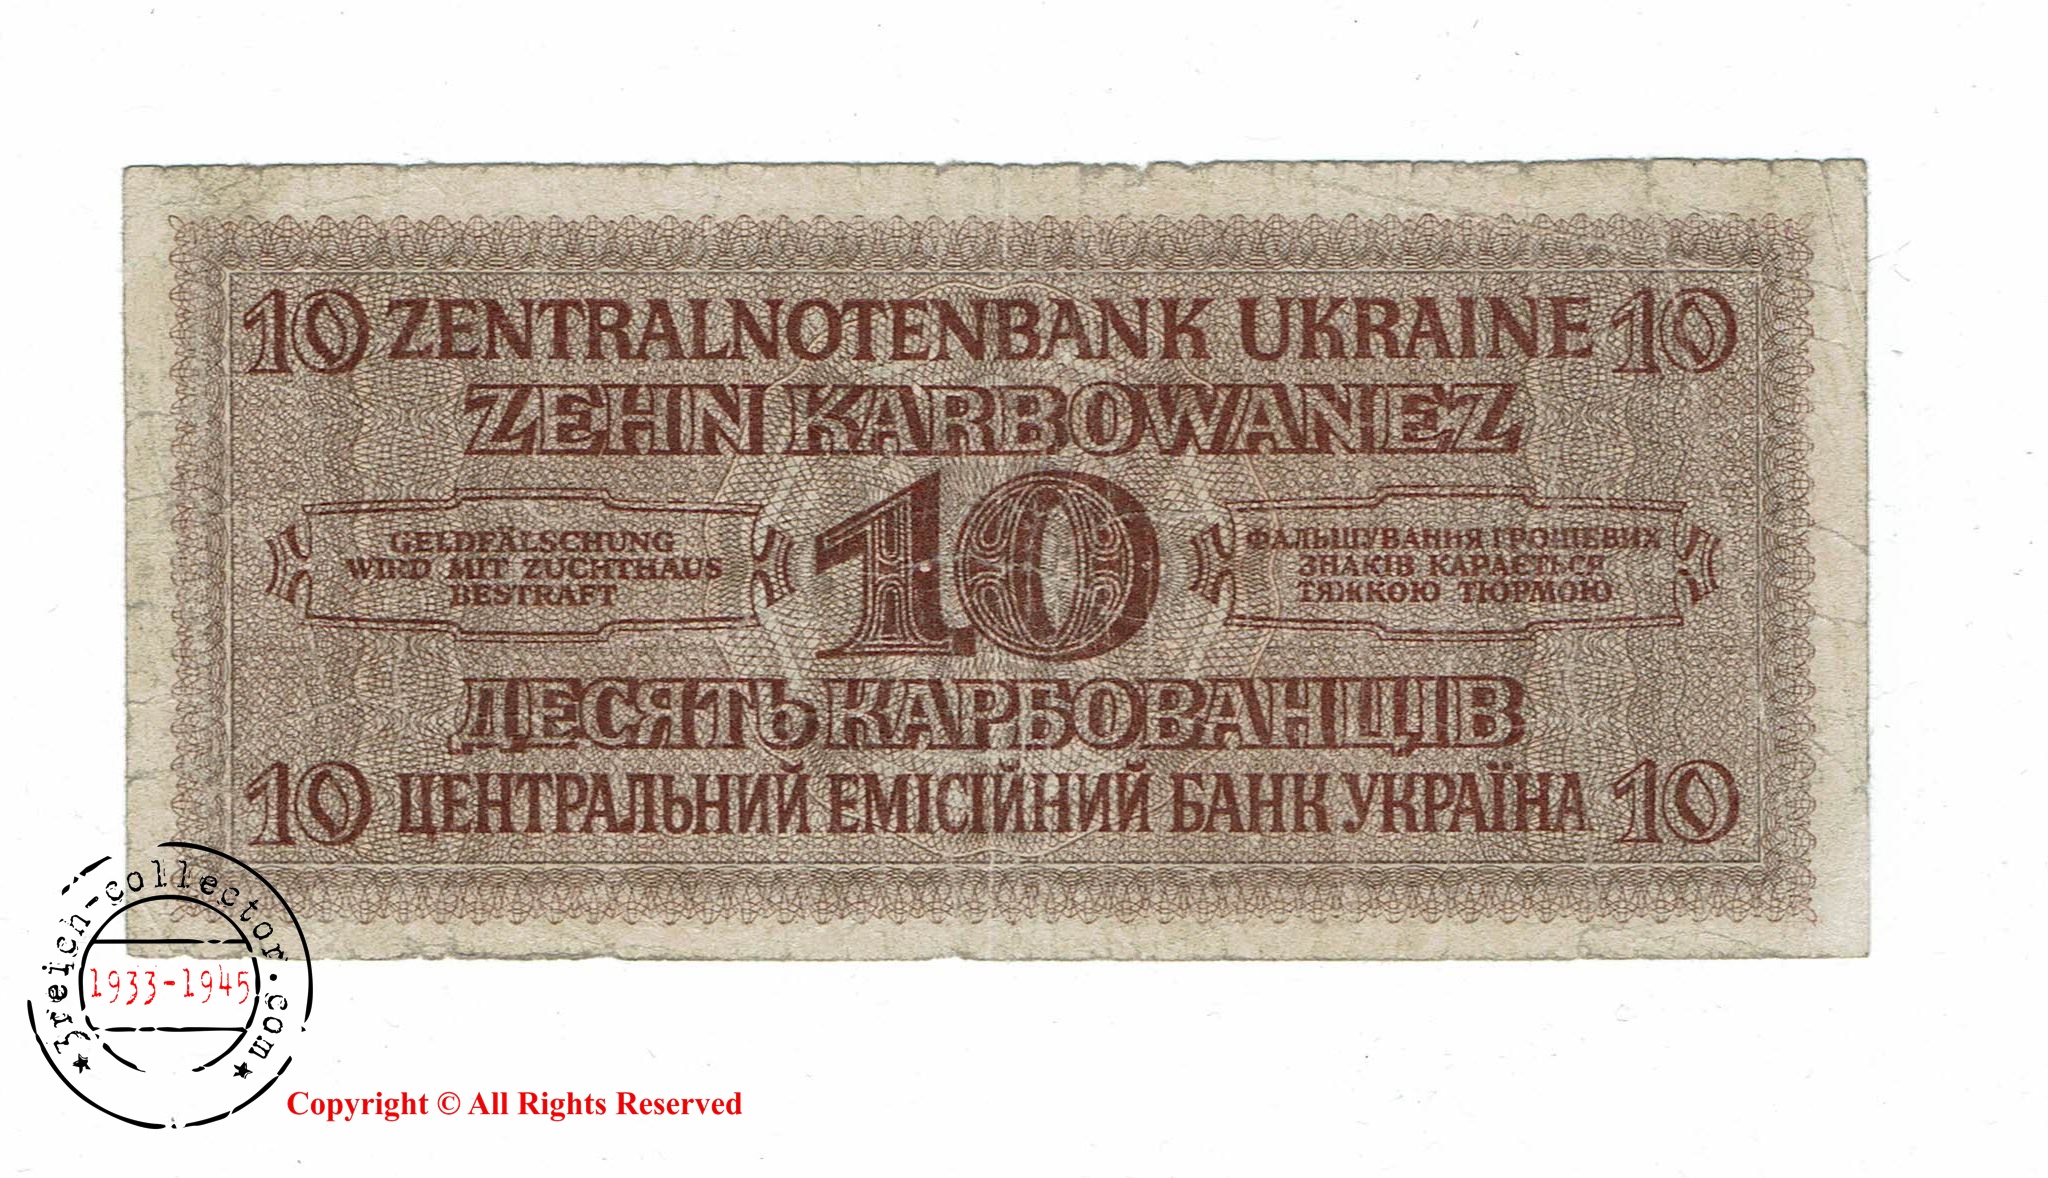 10 ZENTRALNOTENBANK UKRAINE 10
ZEHN KARBOWANEZ
10
GELDFÄLSCHUNG
WIRD MIT ZUCHTHAUS
BESTRAFT
ФАЛЬШУВАННЯ ГРОШЕВИХ
ЗНАКІВ КАРАЄТЬСЯ
ТЯЖКОЮ ТЮРМОЮ
ДЕСЯТЬ КАРБОВАНЦІВ
10 ЦЕНТРАЛЬНИЙ ЕМІСІЙНИЙ БАНК УКРАЇНА 10
3reich-collector.com
1933-1945
Copyright © All Rights Reserved